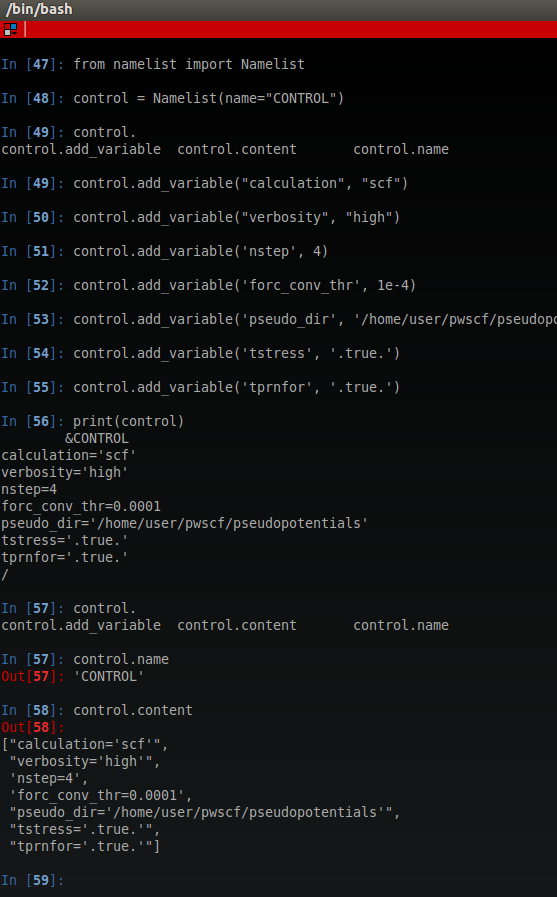 /bin/bash
In [47]: from namelist import Namelist
In [48]: control = Namelist(name="CONTROL")
In [49]: control.
control.add_variable  control.content       control.name
In [49]: control.add_variable("calculation", "scf")
In [50]: control.add_variable("verbosity", "high")
In [51]: control.add_variable('nstep', 4)
In [52]: control.add_variable('forc_conv_thr', 1e-4)
In [53]: control.add_variable('pseudo_dir', '/home/user/pwscf/pseudopo
In [54]: control.add_variable('tstress', '.true.')
In [55]: control.add_variable('tprnfor', '.true.')
In [56]: print(control)
        &CONTROL
calculation='scf'
verbosity='high'
nstep=4
forc_conv_thr=0.0001
pseudo_dir='/home/user/pwscf/pseudopotentials'
tstress='.true.'
tprnfor='.true.'
/
In [57]: control.
control.add_variable  control.content       control.name
In [57]: control.name
Out[57]: 'CONTROL'
In [58]: control.content
Out[58]:
["calculation='scf'",
 "verbosity='high'",
 'nstep=4',
 'forc_conv_thr=0.0001',
 "pseudo_dir='/home/user/pwscf/pseudopotentials'",
 "tstress='.true.'",
 "tprnfor='.true.'"]
In [59]: